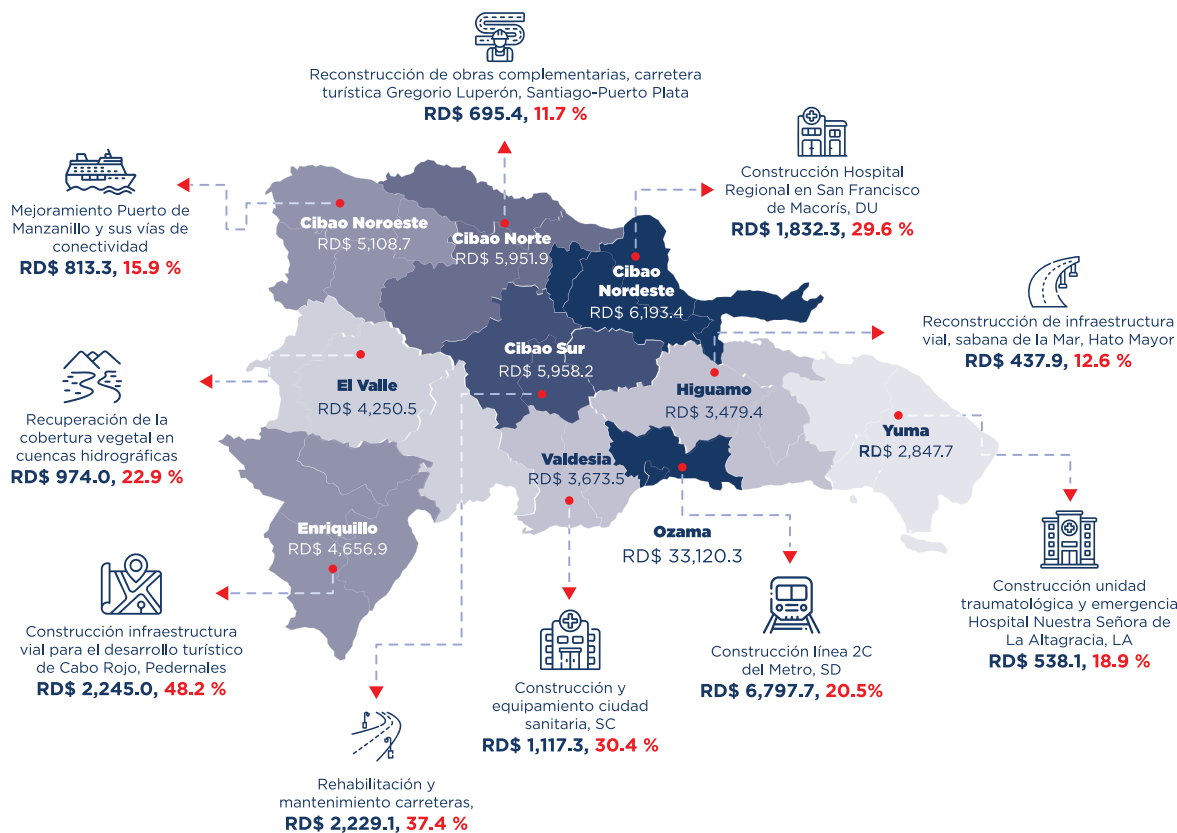 Reconstrucción de obras complementarias, carretera
turística Gregorio Luperón, Santiago-Puerto Plata
RD$ 695.4, 11.7 %
Construcción Hospital
Regional en San Francisco
de Macorís, DU
RD$ 1,832.3, 29.6 %
Mejoramiento Puerto de
Manzanillo y sus vías de
conectividad
RD$ 813.3, 15.9 %
Cibao Noroeste
RD$ 5,108.7
Cibao Norte
RD$ 5,951.9
Cibao
Nordeste
RD$ 6,193.4
Reconstrucción de infraestructura
vial, sabana de la Mar, Hato Mayor
RD$ 437.9, 12.6 %
Cibao Sur
RD$ 5,958.2
El Valle
RD$ 4,250.5
Higuamo
RD$ 3,479.4
Yuma
RD$ 2,847.7
Recuperación de la
cobertura vegetal en
cuencas hidrográficas
RD$ 974.0, 22.9 %
Valdesia
RD$ 3,673.5
Enriquillo
RD$ 4,656.9
Ozama
RD$ 33,120.3
Construcción infraestructura
vial para el desarrollo turístico
de Cabo Rojo, Pedernales
RD$ 2,245.0, 48.2 %
Construcción unidad
traumatológica y emergencia
Hospital Nuestra Señora de
La Altagracia, LA
RD$ 538.1, 18.9 %
Construcción línea 2C
del Metro, SD
RD$ 6,797.7, 20.5%
Construcción y
equipamiento ciudad
sanitaria, SC
RD$ 1,117.3, 30.4 %
Rehabilitación y
mantenimiento carreteras,
RD$ 2,229.1, 37.4 %